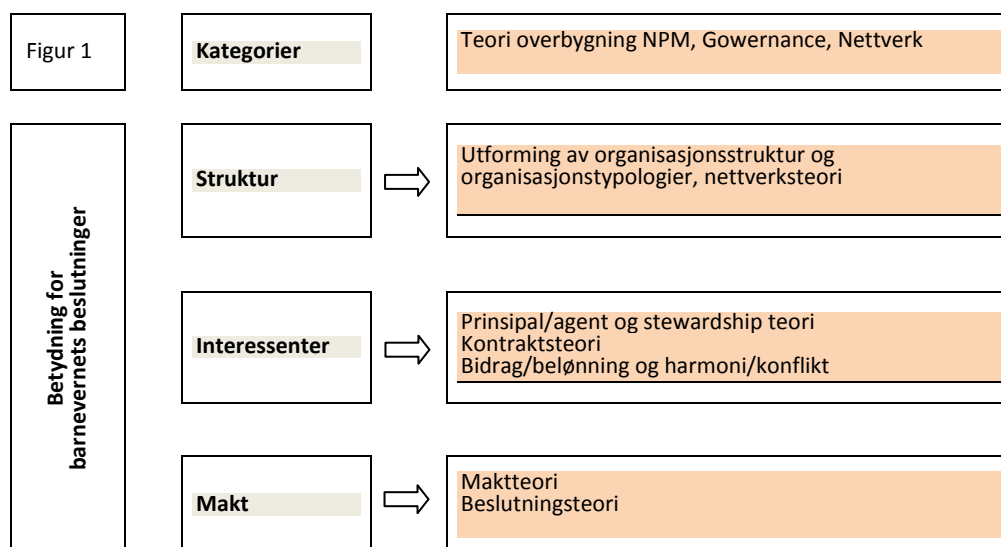 Figur 1
Kategorier
Teori overbygning NPM, Gowernance, Nettverk
Betydning for
barnevernets beslutninger
Struktur
Utforming av organisasjonsstruktur og
organisasjonstypologier, nettverksteori
Interessenter
Prinsipal/agent og stewardship teori
Kontraktsteori
Bidrag/belønning og harmoni/konflikt
Makt
Maktteori
Beslutningsteori